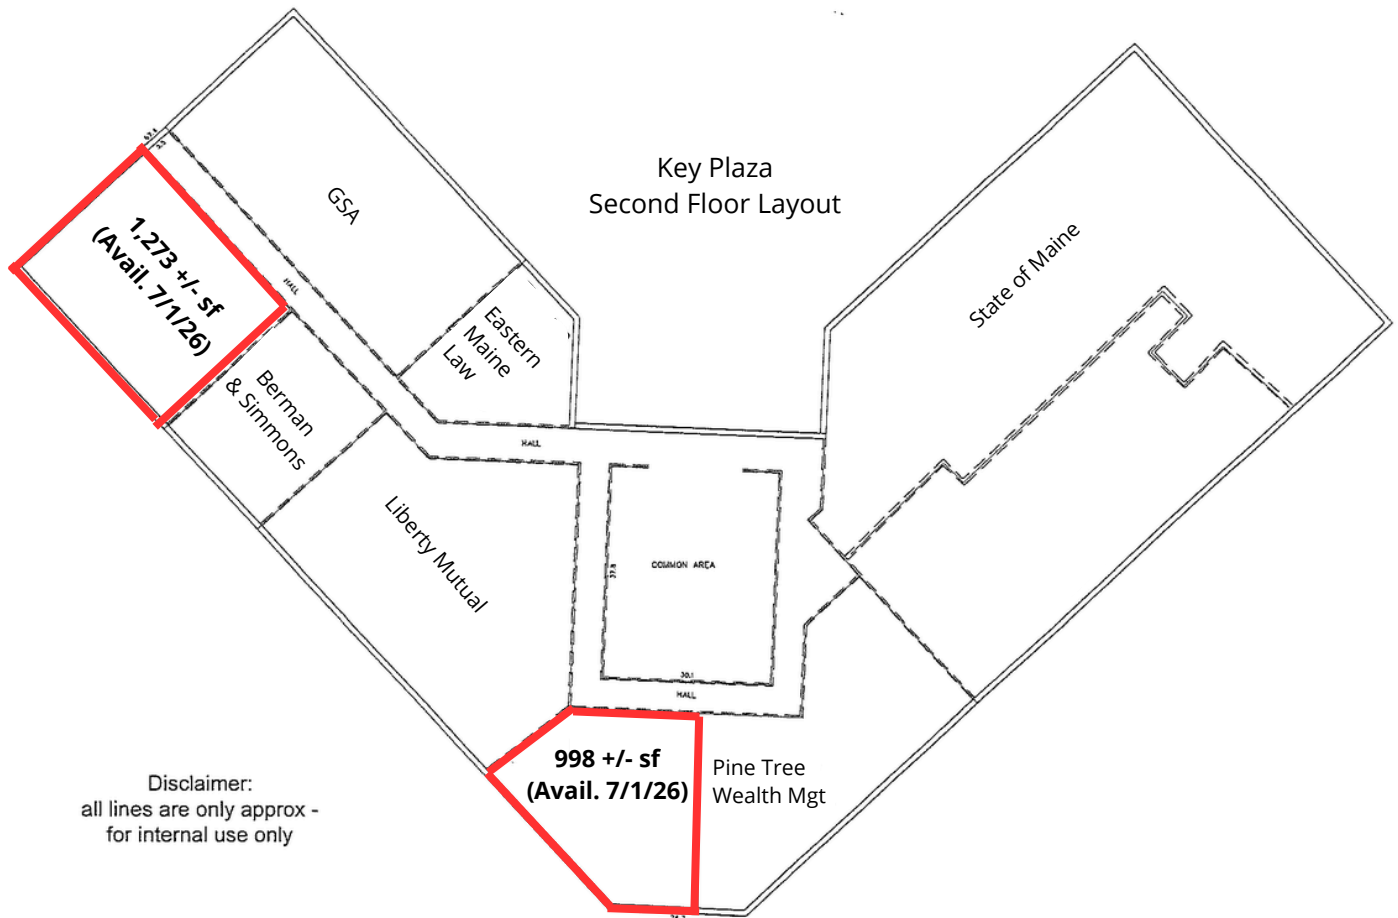 Key Plaza
Second Floor Layout
GSA
1,273 +/- sf
(Avail. 7/1/26)
HALL
Eastern
Maine
Law
Berman
& Simmons
HALL
Liberty Mutual
State of Maine
COMMON AREA
30.1
HALL
998 +/- sf
(Avail. 7/1/26)
Pine Tree
Wealth Mgt
Disclaimer:
all lines are only approx -
for internal use only